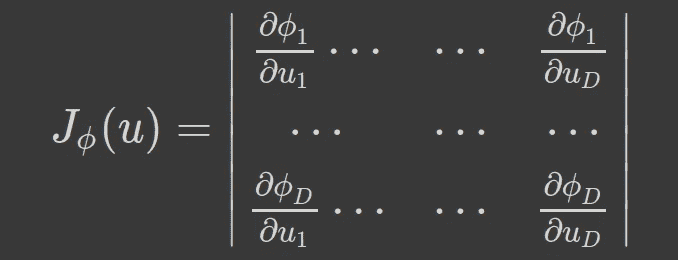 J_ϕ(u) = | ∂ϕ_1/∂u_1 ⋯ ⋯ ∂ϕ_1/∂u_D |
| ⋯ ⋯ ⋯ |
| ∂ϕ_D/∂u_1 ⋯ ⋯ ∂ϕ_D/∂u_D |